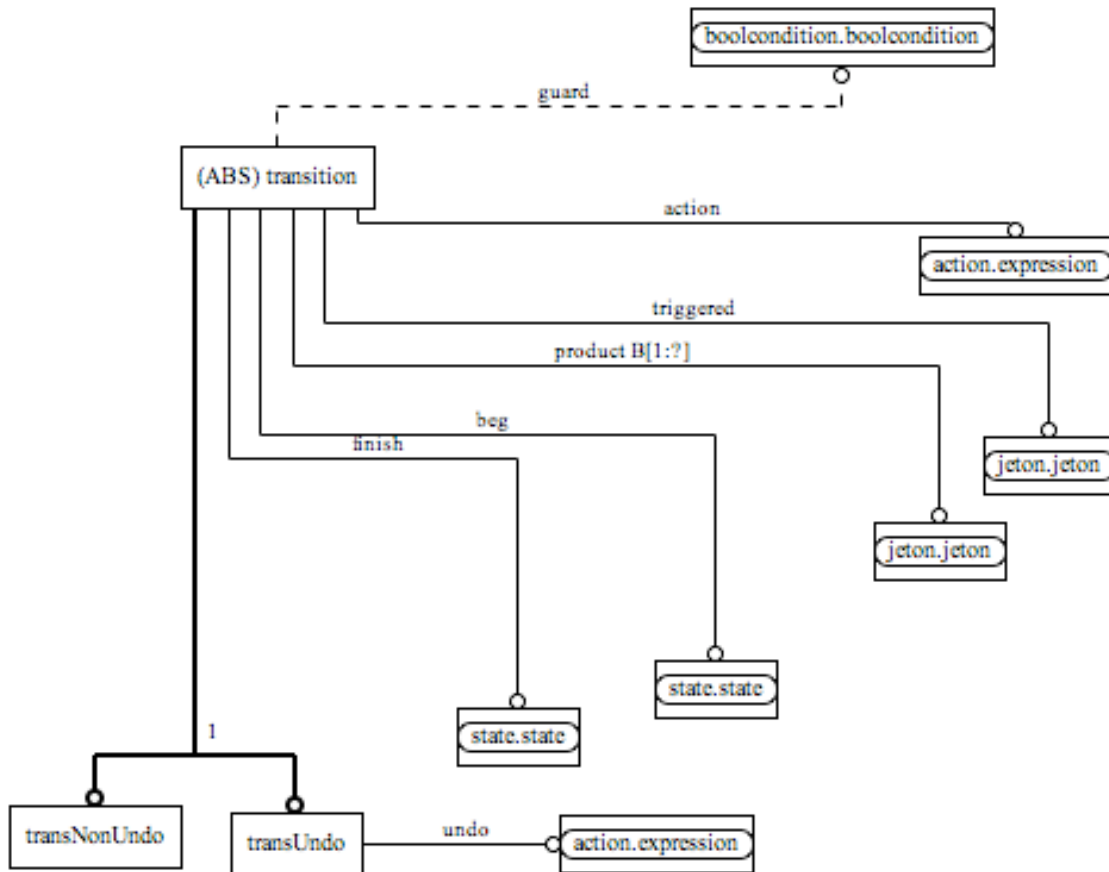 boolcondition.boolcondition
guard
(ABS) transition
action
action.expression
triggered
product B[1:?]
beg
finish
jeton.jeton
jeton.jeton
state.state
state.state
1
transNonUndo
transUndo
undo
action.expression